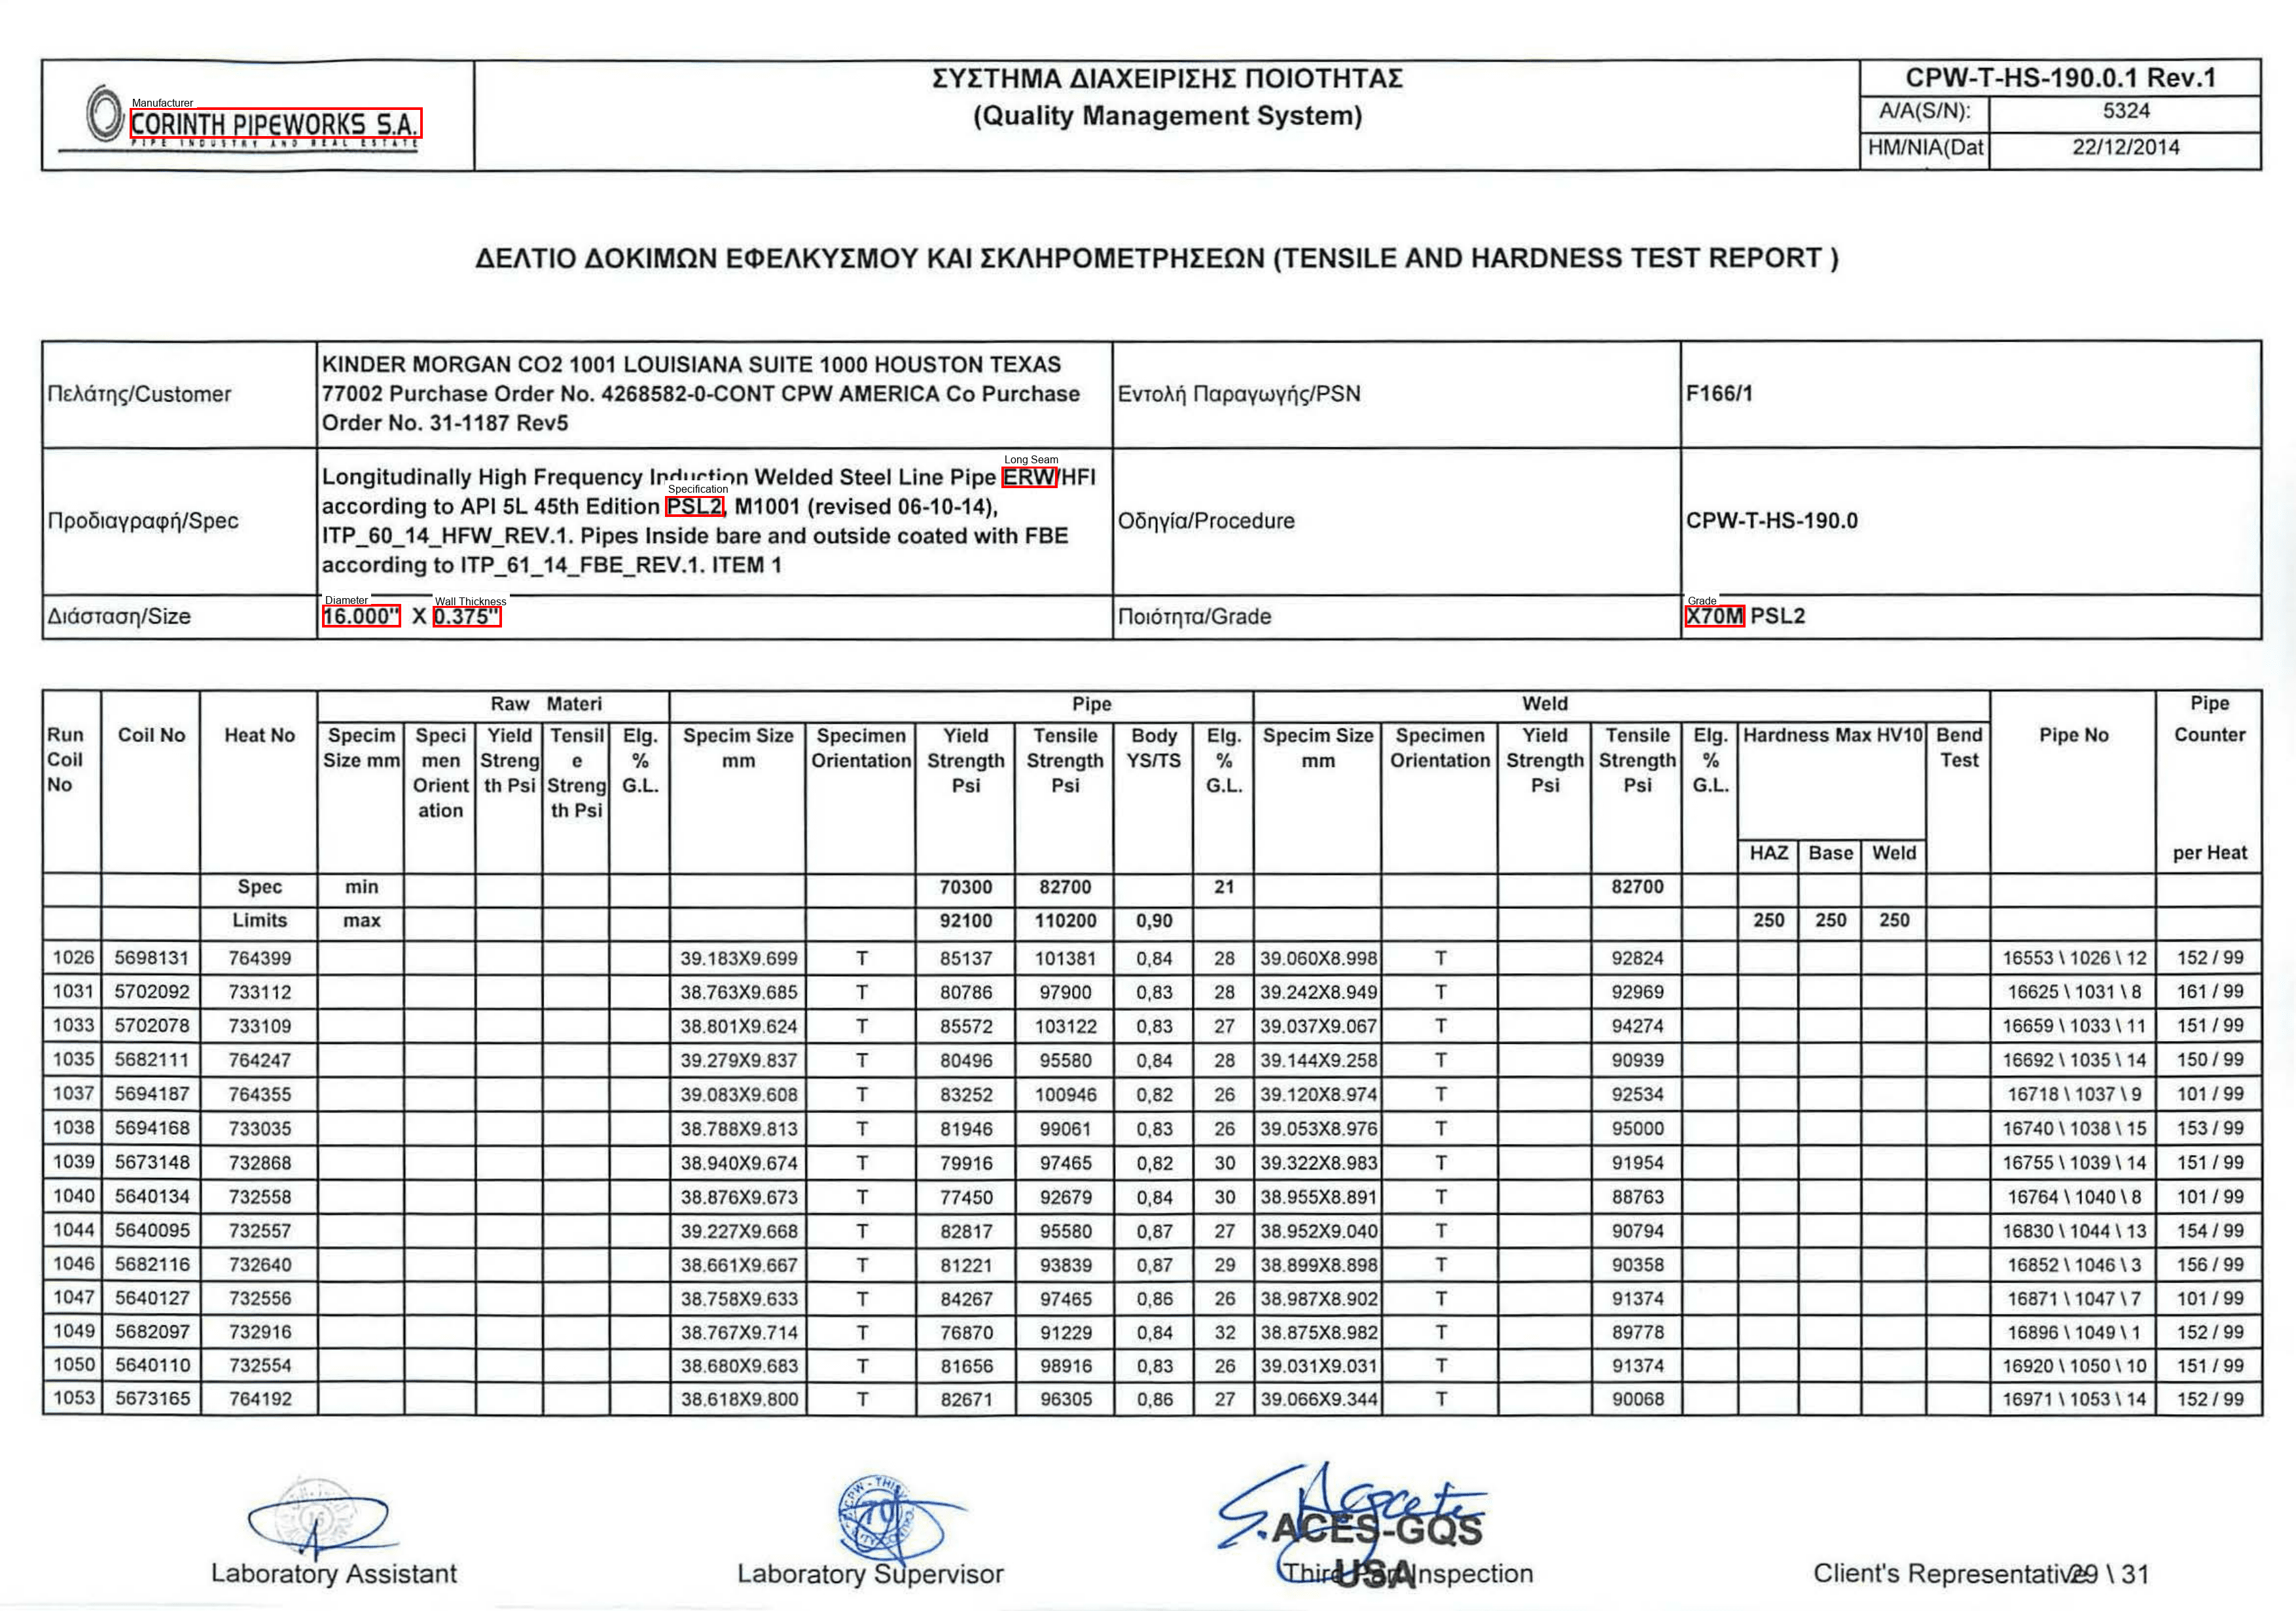 CORINTH PIPEWORKS S.A.
PIPE INDUSTRY AND REAL ESTATE
Manufacturer
ΣΥΣΤΗΜΑ ΔΙΑΧΕΙΡΙΣΗΣ ΠΟΙΟΤΗΤΑΣ
(Quality Management System)
CPW-T-HS-190.0.1 Rev.1
A/A(S/N): 5324
HM/NIA(Dat 22/12/2014
ΔΕΛΤΙΟ ΔΟΚΙΜΩΝ ΕΦΕΛΚΥΣΜΟΥ ΚΑΙ ΣΚΛΗΡΟΜΕΤΡΗΣΕΩΝ (TENSILE AND HARDNESS TEST REPORT )
Πελάτης/Customer
KINDER MORGAN CO2 1001 LOUISIANA SUITE 1000 HOUSTON TEXAS
77002 Purchase Order No. 4268582-0-CONT CPW AMERICA Co Purchase
Order No. 31-1187 Rev5
Εντολή Παραγωγής/PSN
F166/1
Προδιαγραφή/Spec
Long Seam
Longitudinally High Frequency Induction Welded Steel Line Pipe ERW/HFI
Specification
according to API 5L 45th Edition PSL2, M1001 (revised 06-10-14),
ITP_60_14_HFW_REV.1. Pipes Inside bare and outside coated with FBE
according to ITP_61_14_FBE_REV.1. ITEM 1
Οδηγία/Procedure
CPW-T-HS-190.0
Διάσταση/Size
Diameter Wall Thickness
16.000" X 0.375"
Ποιότητα/Grade
Grade
X70M PSL2
Raw Materi Pipe Weld
Run Coil No
Coil No
Heat No
Specim Size mm
Speci men Orient ation
Yield Streng th Psi
Tensil e Streng th Psi
Elg. % G.L.
Specim Size mm
Specimen Orientation
Yield Strength Psi
Tensile Strength Psi
Body YS/TS
Elg. % G.L.
Specim Size mm
Specimen Orientation
Yield Strength Psi
Tensile Strength Psi
Elg. % G.L.
Hardness Max HV10
HAZ Base Weld
Bend Test
Pipe No
Pipe Counter per Heat
Spec min 70300 82700 21 82700
Limits max 92100 110200 0,90 250 250 250
1026 5698131 764399 39.183X9.699 T 85137 101381 0,84 28 39.060X8.998 T 92824 16553 \ 1026 \ 12 152 / 99
1031 5702092 733112 38.763X9.685 T 80786 97900 0,83 28 39.242X8.949 T 92969 16625 \ 1031 \ 8 161 / 99
1033 5702078 733109 38.801X9.624 T 85572 103122 0,83 27 39.037X9.067 T 94274 16659 \ 1033 \ 11 151 / 99
1035 5682111 764247 39.279X9.837 T 80496 95580 0,84 28 39.144X9.258 T 90939 16692 \ 1035 \ 14 150 / 99
1037 5694187 764355 39.083X9.608 T 83252 100946 0,82 26 39.120X8.974 T 92534 16718 \ 1037 \ 9 101 / 99
1038 5694168 733035 38.788X9.813 T 81946 99061 0,83 26 39.053X8.976 T 95000 16740 \ 1038 \ 15 153 / 99
1039 5673148 732868 38.940X9.674 T 79916 97465 0,82 30 39.322X8.983 T 91954 16755 \ 1039 \ 14 151 / 99
1040 5640134 732558 38.876X9.673 T 77450 92679 0,84 30 38.955X8.891 T 88763 16764 \ 1040 \ 8 101 / 99
1044 5640095 732557 39.227X9.668 T 82817 95580 0,87 27 38.952X9.040 T 90794 16830 \ 1044 \ 13 154 / 99
1046 5682116 732640 38.661X9.667 T 81221 93839 0,87 29 38.899X8.898 T 90358 16852 \ 1046 \ 3 156 / 99
1047 5640127 732556 38.758X9.633 T 84267 97465 0,86 26 38.987X8.902 T 91374 16871 \ 1047 \ 7 101 / 99
1049 5682097 732916 38.767X9.714 T 76870 91229 0,84 32 38.875X8.982 T 89778 16896 \ 1049 \ 1 152 / 99
1050 5640110 732554 38.680X9.683 T 81656 98916 0,83 26 39.031X9.031 T 91374 16920 \ 1050 \ 10 151 / 99
1053 5673165 764192 38.618X9.800 T 82671 96305 0,86 27 39.066X9.344 T 90068 16971 \ 1053 \ 14 152 / 99
ACES-GQS
USA
Laboratory Assistant
Laboratory Supervisor
Third Inspection
Client's Representative
29 \ 31